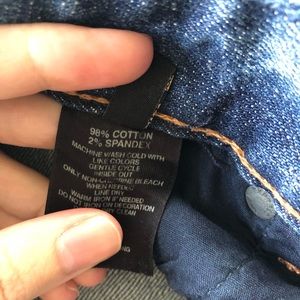 98% COTTON
2% SPANDEX
MACHINE WASH COLD WITH
LIKE COLORS
GENTLE CYCLE
INSIDE OUT
ONLY NON-CHLORINE BLEACH
WHEN NEEDED
LINE DRY
WARM IRON IF NEEDED
DO NOT IRON ON DECORATION
CLEAN